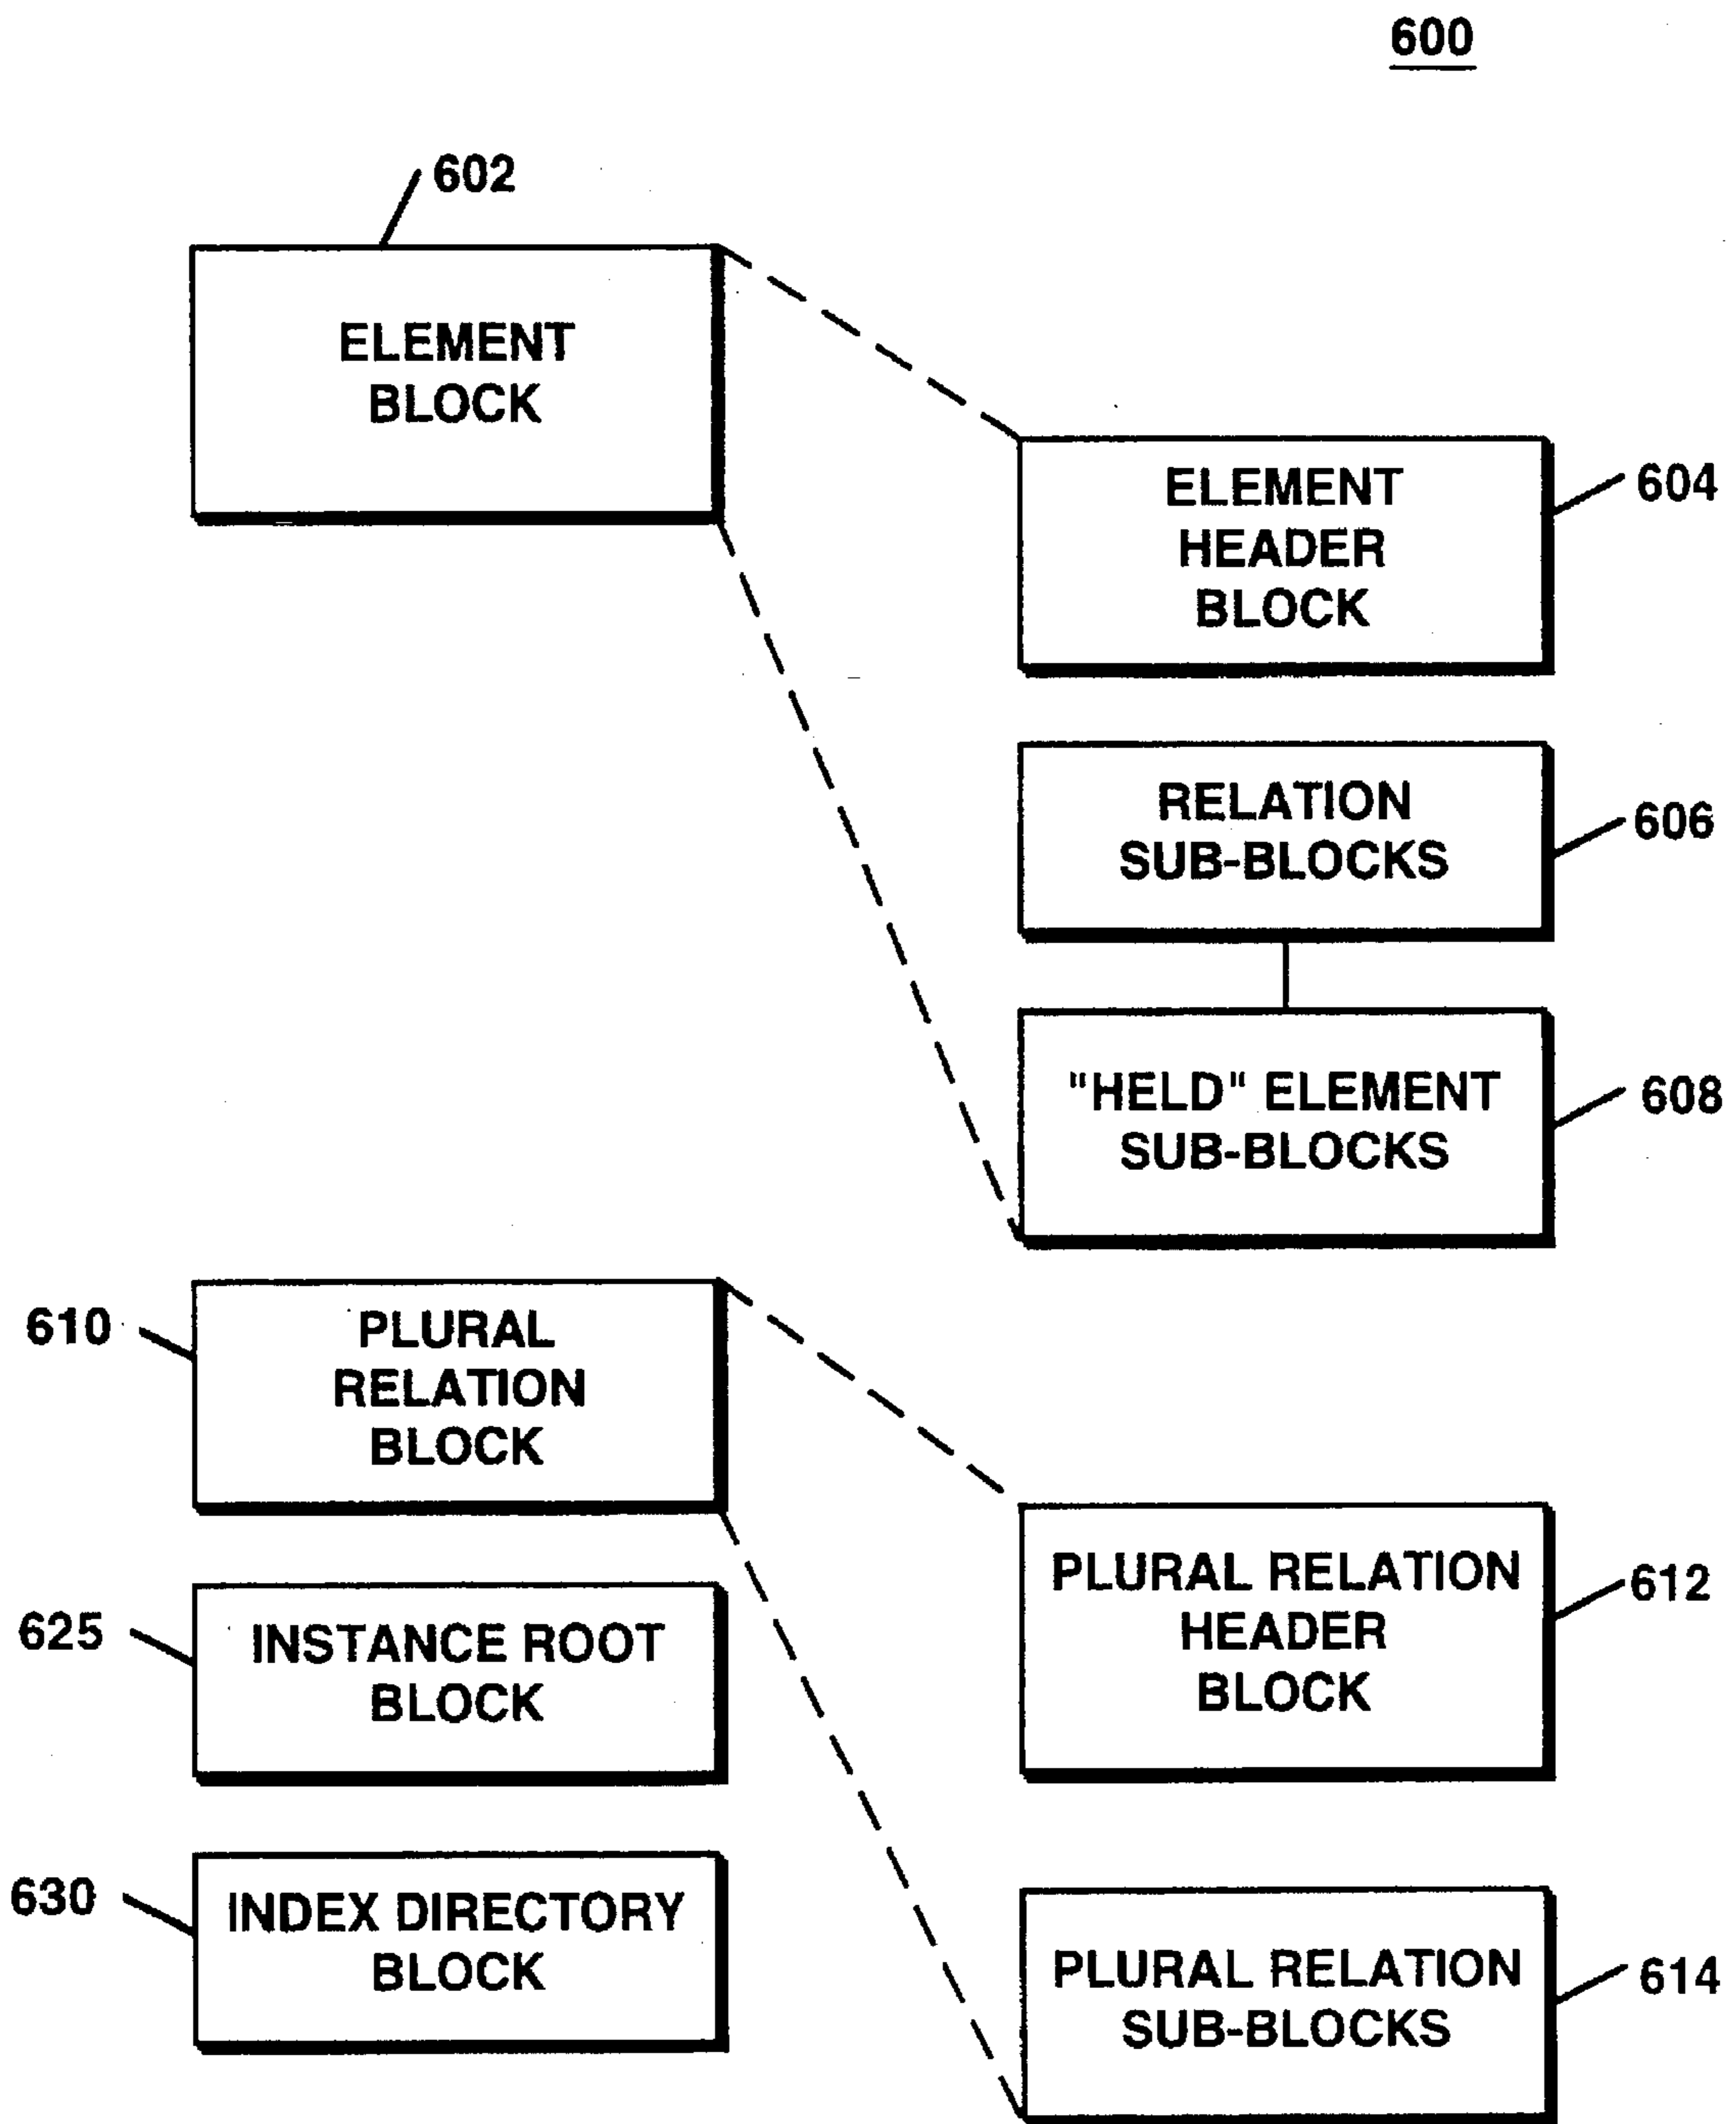 600
602
ELEMENT
BLOCK
ELEMENT
HEADER
BLOCK
604
RELATION
SUB-BLOCKS
606
"HELD" ELEMENT
SUB-BLOCKS
608
610
PLURAL
RELATION
BLOCK
PLURAL RELATION
HEADER
BLOCK
612
625
INSTANCE ROOT
BLOCK
630
INDEX DIRECTORY
BLOCK
PLURAL RELATION
SUB-BLOCKS
614